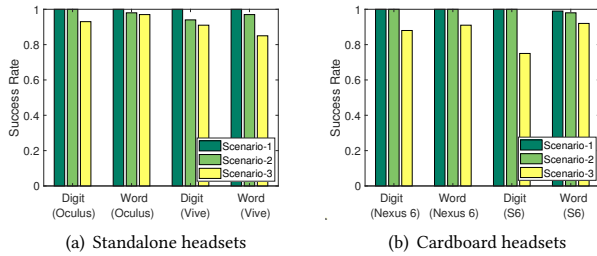 1
0.8
0.6
0.4
0.2
0
Success Rate
Scenario-1
Scenario-2
Scenario-3
Digit (Oculus)
Word (Oculus)
Digit (Vive)
Word (Vive)
(a) Standalone headsets
1
0.8
0.6
0.4
0.2
0
Success Rate
Scenario-1
Scenario-2
Scenario-3
Digit (Nexus 6)
Word (Nexus 6)
Digit (S6)
Word (S6)
(b) Cardboard headsets